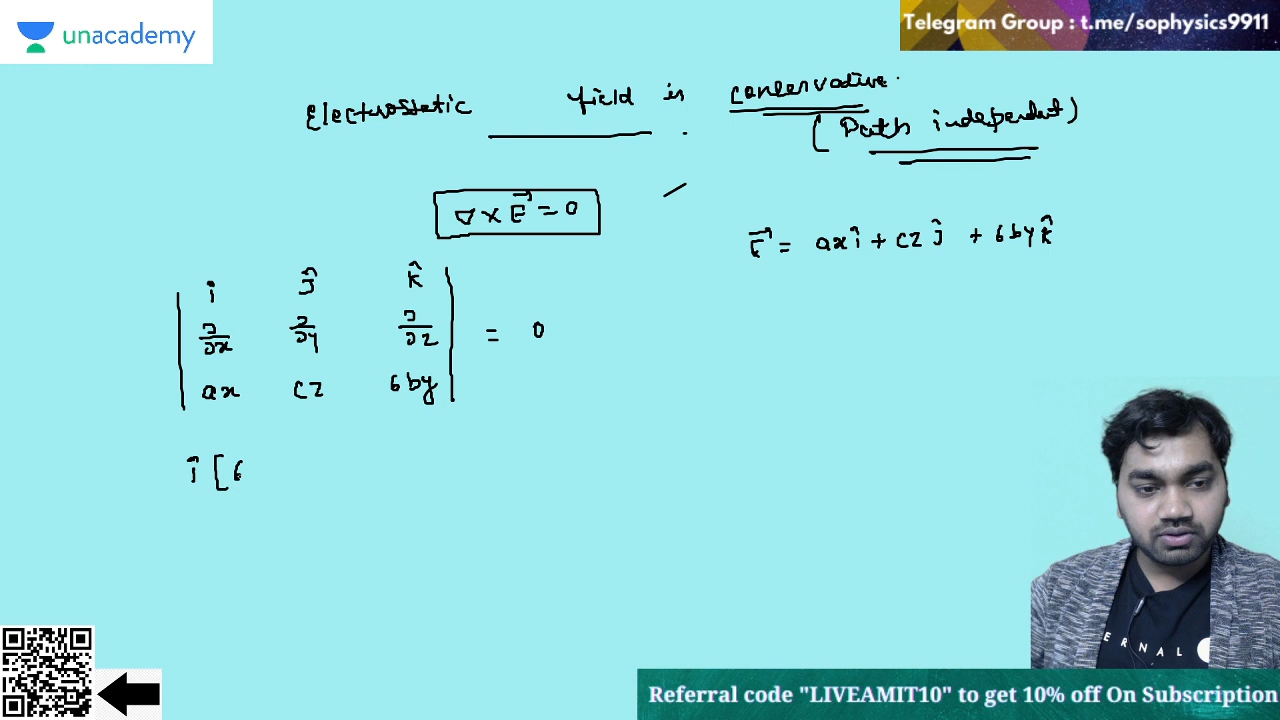 unacademy
Telegram Group : t.me/sophysics9911
Electrostatic field is conservative.
(Path independent)
∇ × E⃗ = 0
E⃗ = axî + czĵ + 6byk̂
| i ĵ k̂ |
| ∂/∂x ∂/∂y ∂/∂z | = 0
| ax cz 6by |
î [6
ERNAL
Referral code "LIVEAMIT10" to get 10% off On Subscription